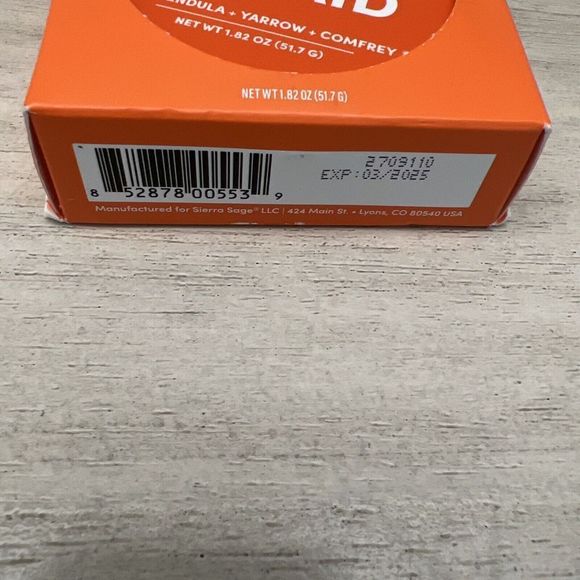 + YARROW + COMFREY
NET WT 1.82 OZ (51.7 G)
NET WT 1.82 OZ (51.7 G)
2709110
EXP:03/2025
8 52878 00553 9
Manufactured for Sierra Sage® LLC | 424 Main St. • Lyons, CO 80540 USA